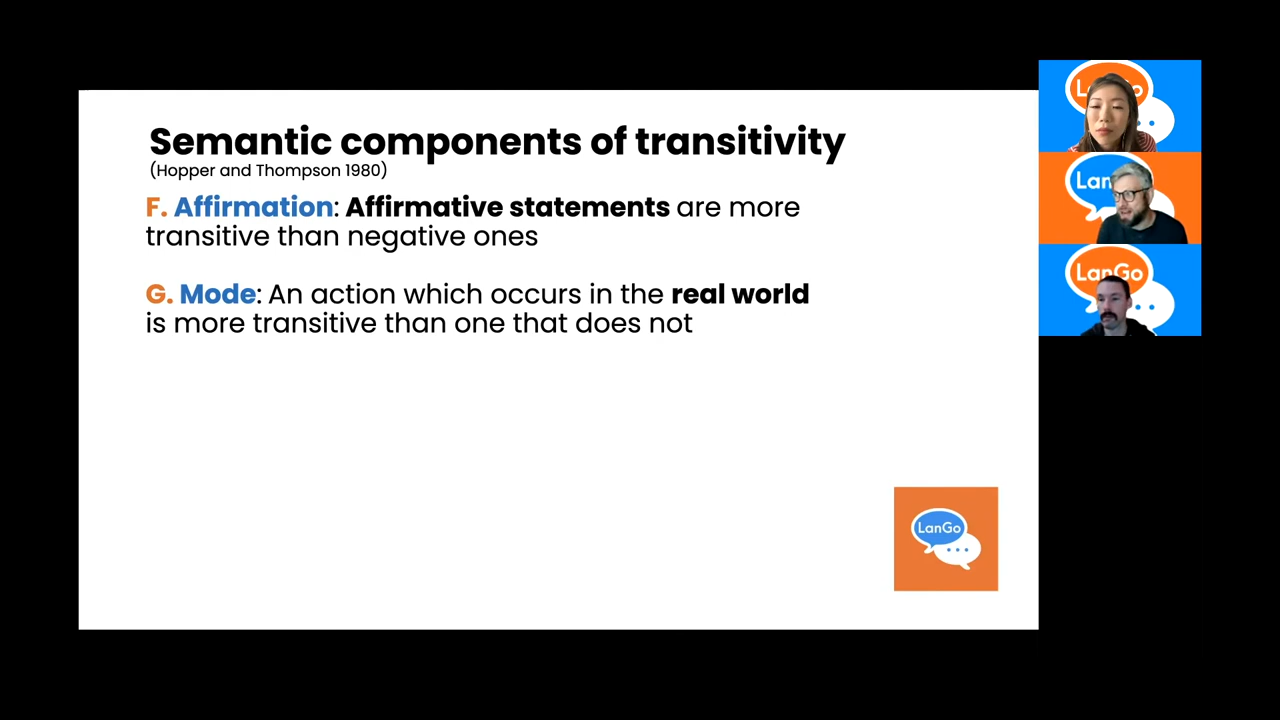 Semantic components of transitivity
(Hopper and Thompson 1980)
F. Affirmation: Affirmative statements are more
transitive than negative ones
G. Mode: An action which occurs in the real world
is more transitive than one that does not
LanGo
LanGo